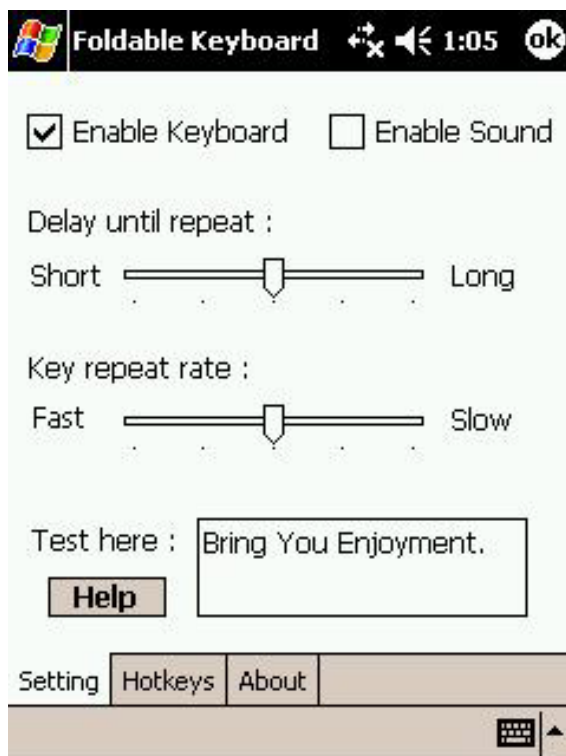 Foldable Keyboard 1:05 ok
Enable Keyboard Enable Sound
Delay until repeat :
Short Long
Key repeat rate :
Fast Slow
Test here : Bring You Enjoyment.
Help
Setting Hotkeys About